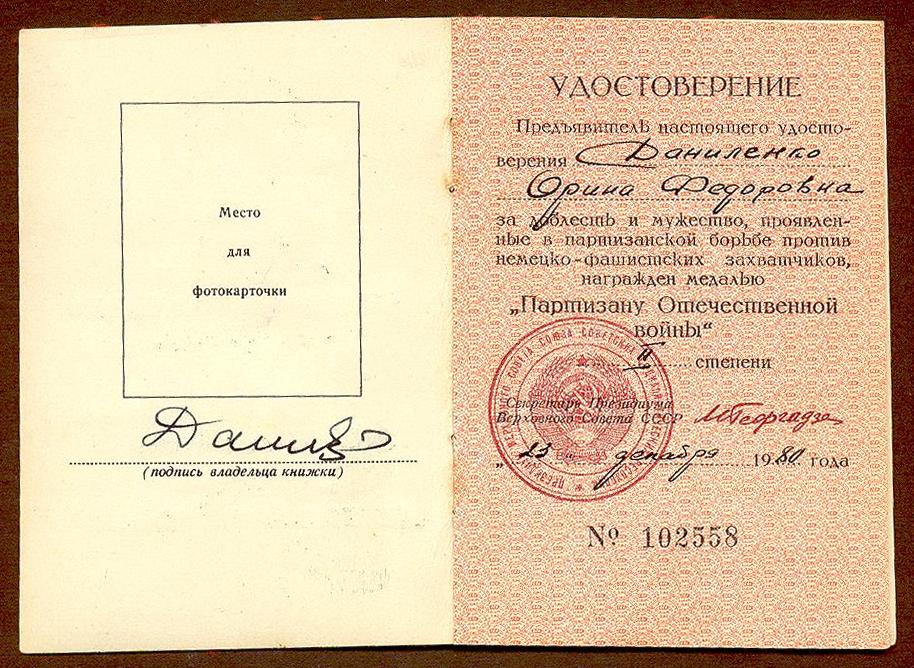 Место
для
фотокарточки
(подпись владельца книжки)
УДОСТОВЕРЕНИЕ
Предъявитель настоящего удосто-
верения Даниленко
Орина Федоровна
за доблесть и мужество, проявлен-
ные в партизанской борьбе против
немецко-фашистских захватчиков,
награжден медалью
„Партизану Отечественной
войны“
II степени
Секретарь Президиума
Верховного Совета СССР М Георгадзе
„23 декабря 1980 года
№ 102558